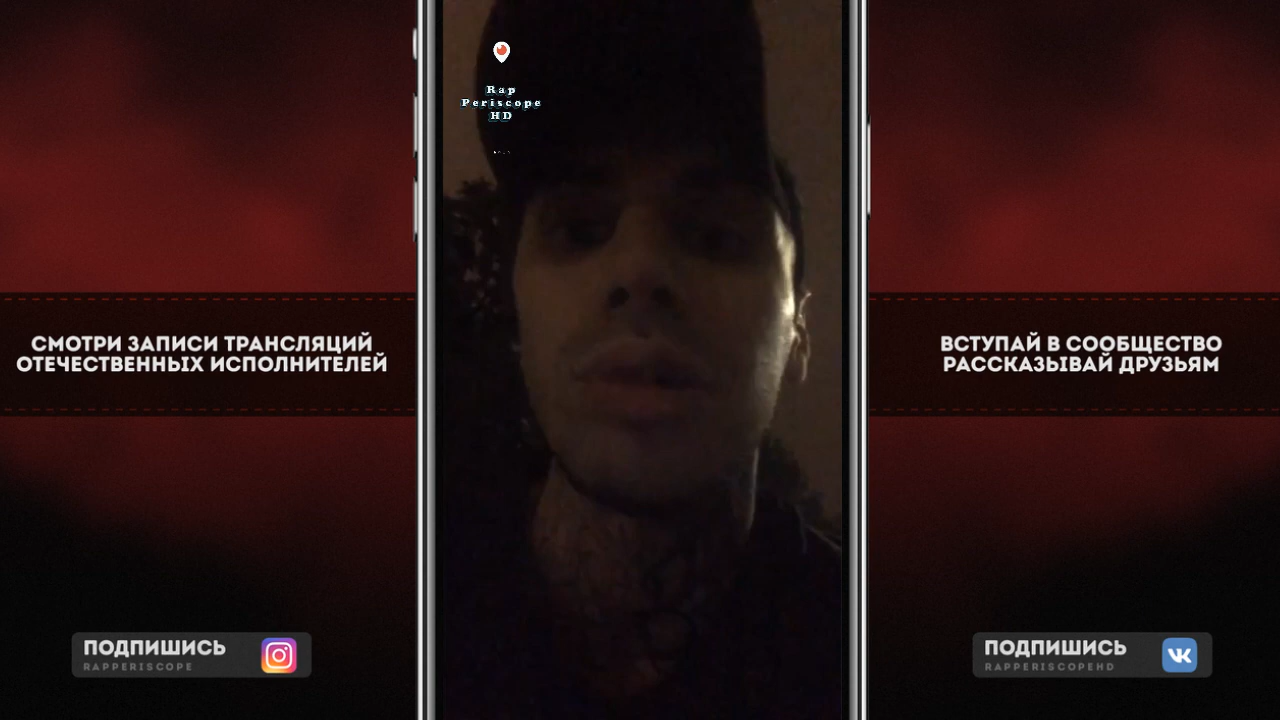 Rap
Periscope
HD
СМОТРИ ЗАПИСИ ТРАНСЛЯЦИЙ
ОТЕЧЕСТВЕННЫХ ИСПОЛНИТЕЛЕЙ
ВСТУПАЙ В СООБЩЕСТВО
РАССКАЗЫВАЙ ДРУЗЬЯМ
ПОДПИШИСЬ
RAPPERISCOPE
ПОДПИШИСЬ
RAPPERISCOPEHD